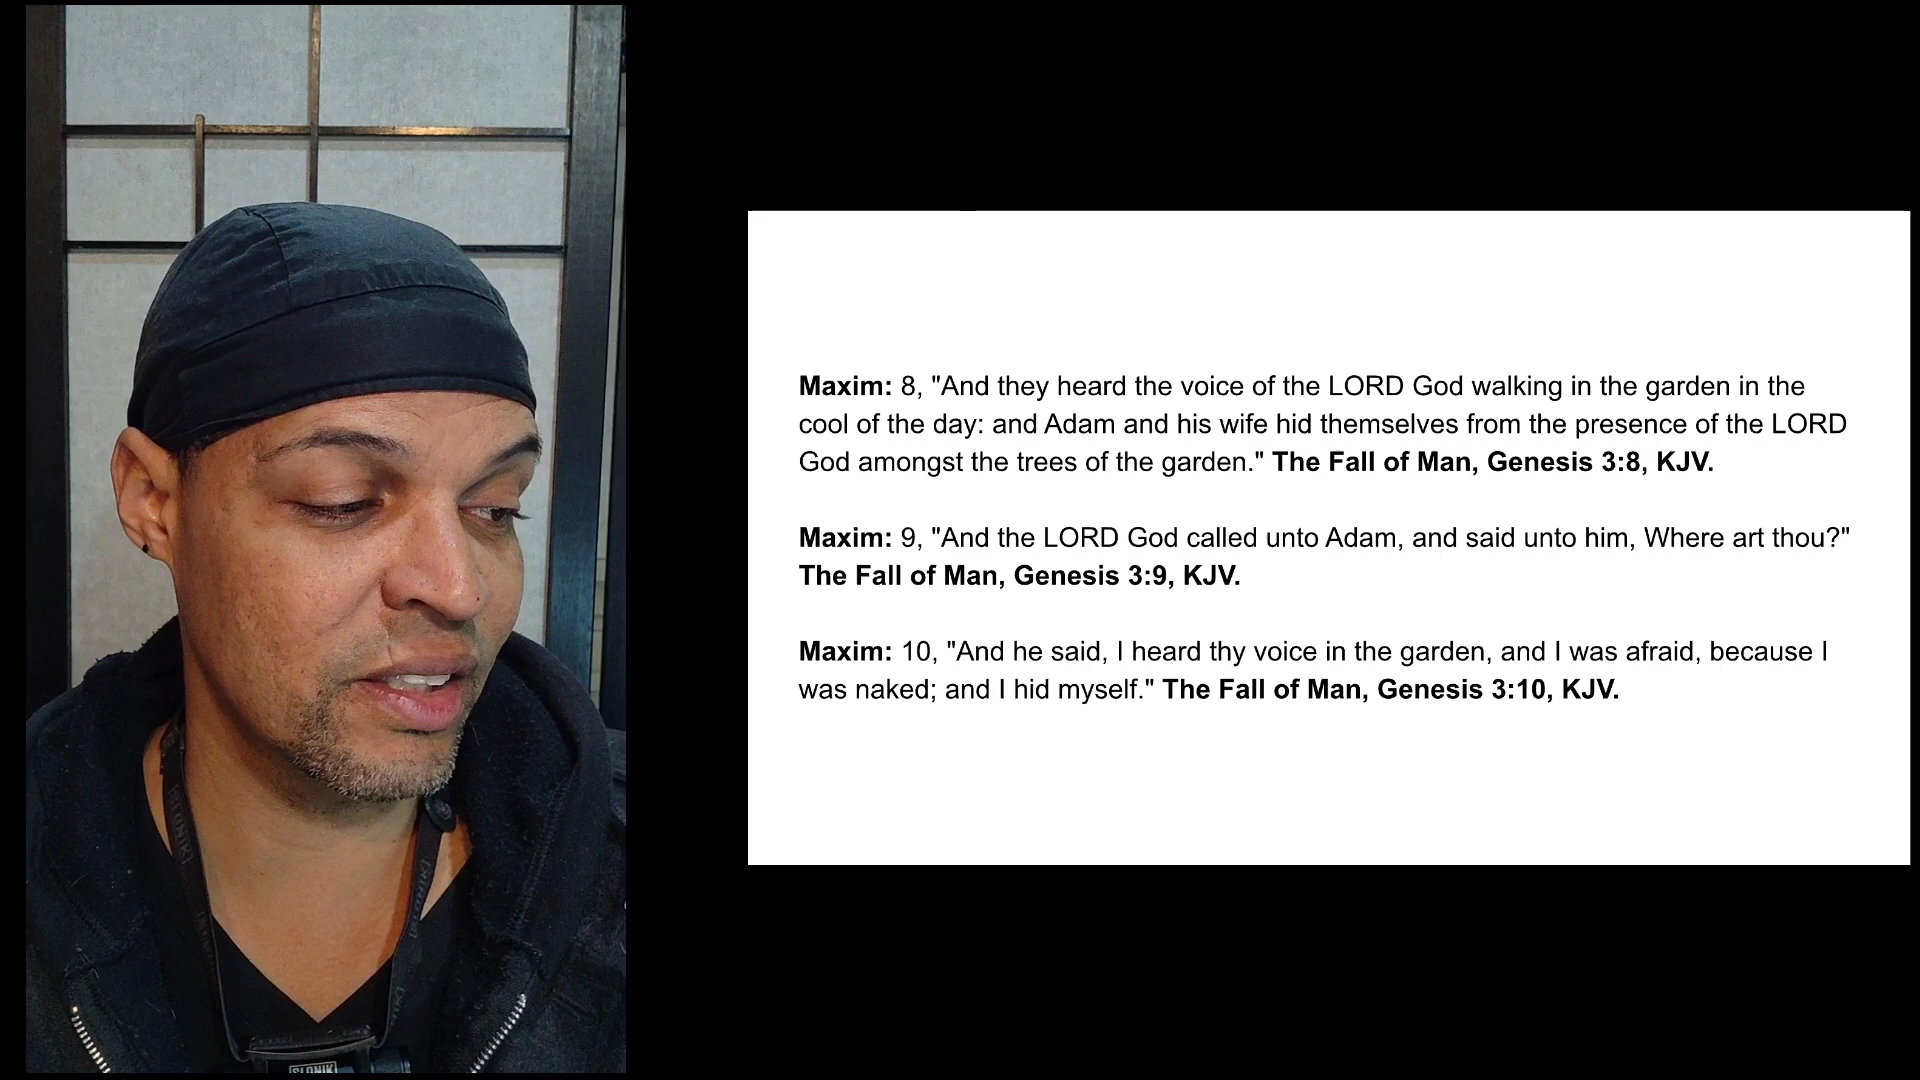 Maxim: 8, "And they heard the voice of the LORD God walking in the garden in the
cool of the day: and Adam and his wife hid themselves from the presence of the LORD
God amongst the trees of the garden." The Fall of Man, Genesis 3:8, KJV.
Maxim: 9, "And the LORD God called unto Adam, and said unto him, Where art thou?"
The Fall of Man, Genesis 3:9, KJV.
Maxim: 10, "And he said, I heard thy voice in the garden, and I was afraid, because I
was naked; and I hid myself." The Fall of Man, Genesis 3:10, KJV.
SLONIK